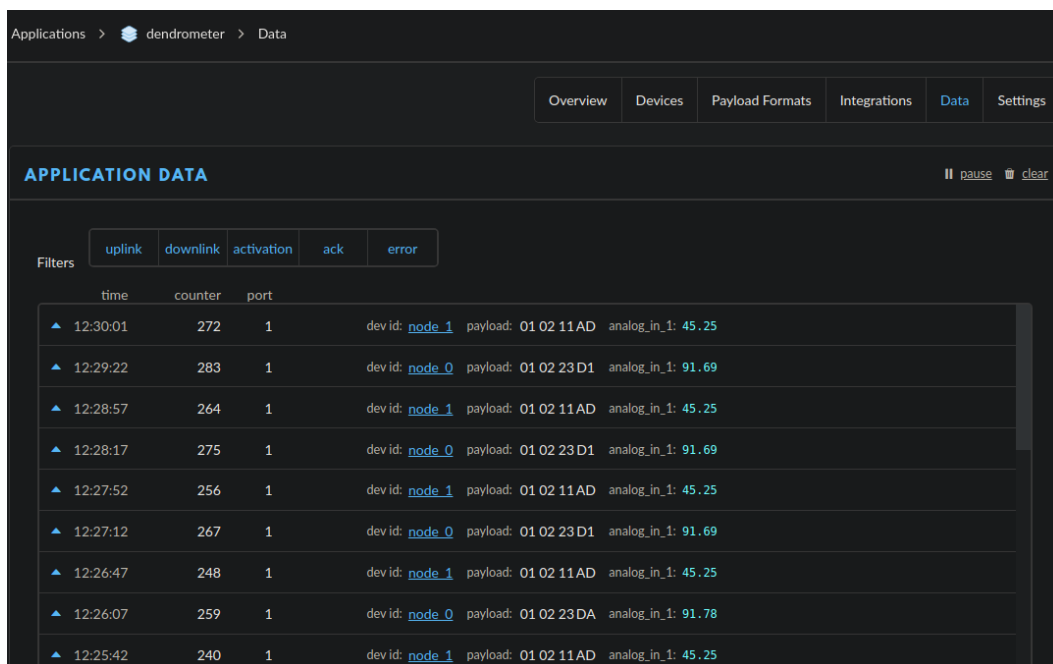 Applications > dendrometer > Data
Overview Devices Payload Formats Integrations Data Settings
APPLICATION DATA pause clear
Filters uplink downlink activation ack error
time counter port
12:30:01 272 1 dev id: node_1 payload: 01 02 11 AD analog_in_1: 45.25
12:29:22 283 1 dev id: node_0 payload: 01 02 23 D1 analog_in_1: 91.69
12:28:57 264 1 dev id: node_1 payload: 01 02 11 AD analog_in_1: 45.25
12:28:17 275 1 dev id: node_0 payload: 01 02 23 D1 analog_in_1: 91.69
12:27:52 256 1 dev id: node_1 payload: 01 02 11 AD analog_in_1: 45.25
12:27:12 267 1 dev id: node_0 payload: 01 02 23 D1 analog_in_1: 91.69
12:26:47 248 1 dev id: node_1 payload: 01 02 11 AD analog_in_1: 45.25
12:26:07 259 1 dev id: node_0 payload: 01 02 23 DA analog_in_1: 91.78
12:25:42 240 1 dev id: node_1 payload: 01 02 11 AD analog_in_1: 45.25